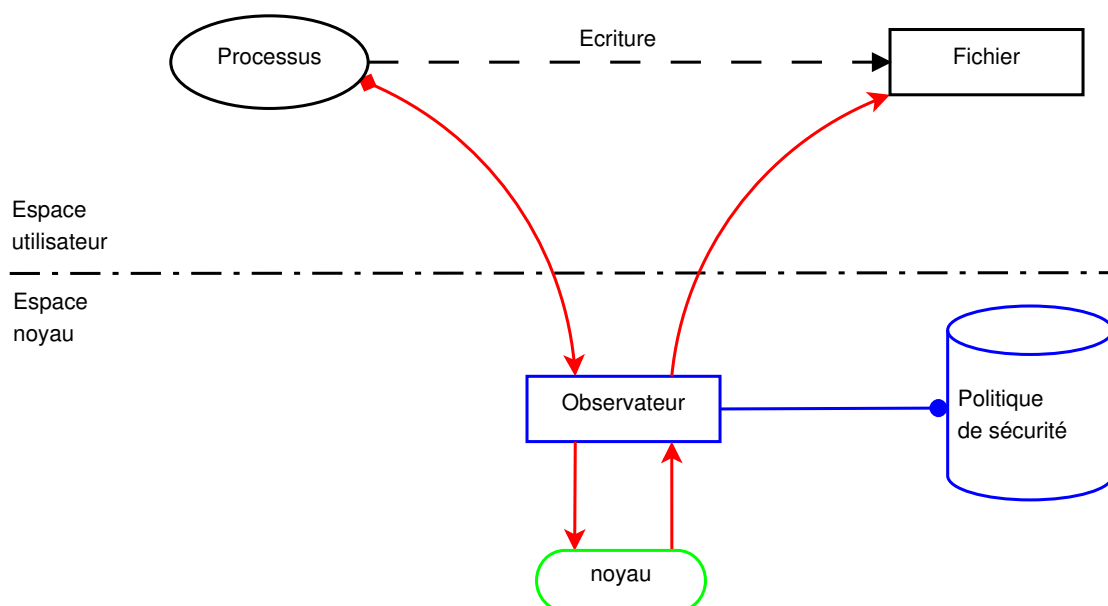 Processus
Ecriture
Fichier
Espace
utilisateur
Espace
noyau
Observateur
Politique
de sécurité
noyau